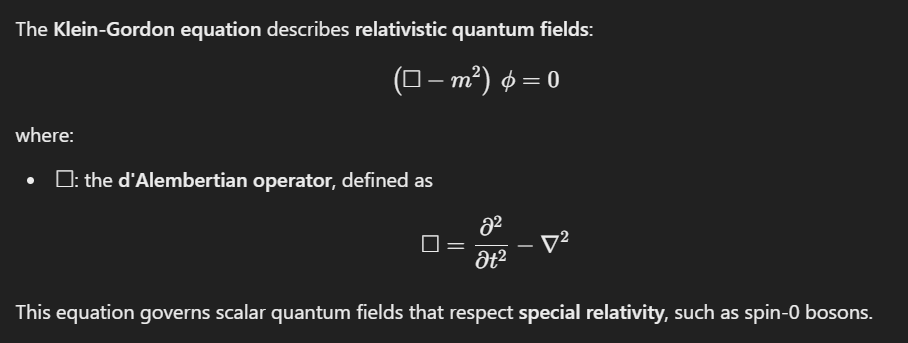 The Klein-Gordon equation describes relativistic quantum fields:
(□ − m²) ϕ = 0
where:
• □: the d'Alembertian operator, defined as
□ = ∂²/∂t² − ∇²
This equation governs scalar quantum fields that respect special relativity, such as spin-0 bosons.